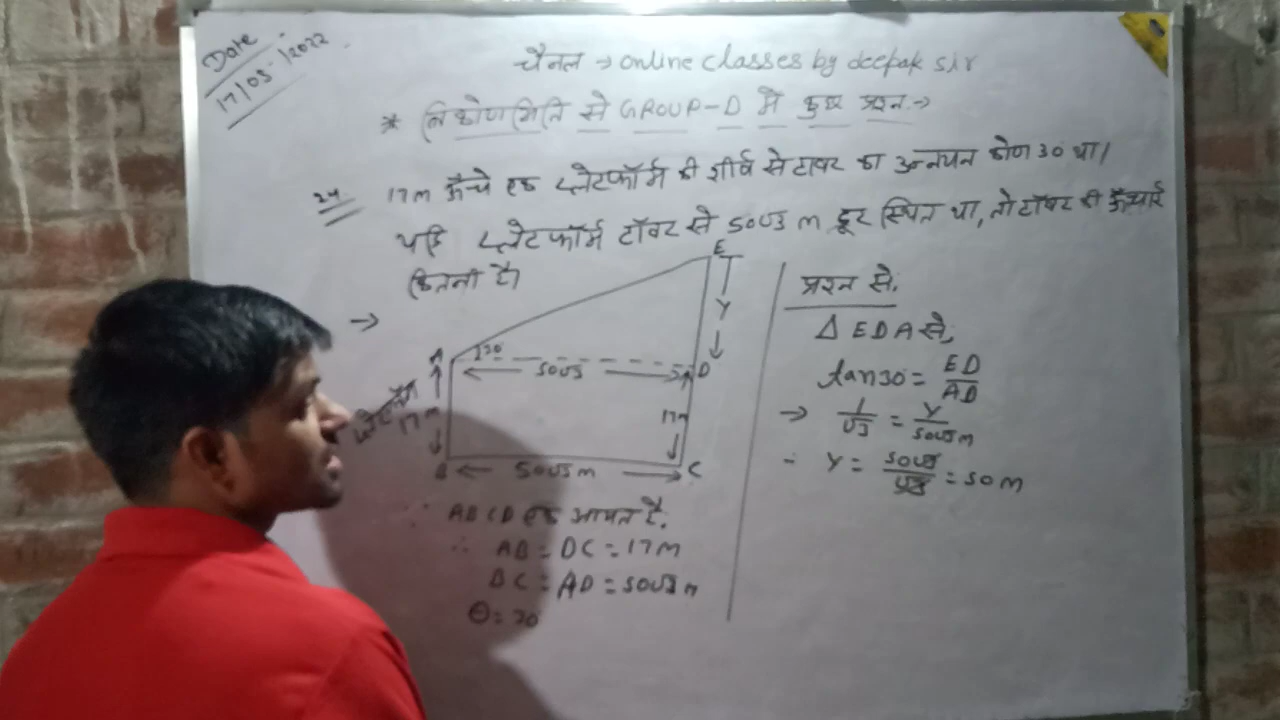 Date
17/05/2022
चैनल → online classes by deepak sir
* त्रिकोणमिति से GROUP-D में कुछ प्रश्न →
24. 17m ऊँचे एक प्लेटफॉर्म की शीर्ष से टावर का उन्नयन कोण 30° था।
यदि प्लेटफॉर्म टॉवर से 50√3 m दूर स्थित था, तो टॉवर की ऊँचाई
कितनी है।
→
E
Y
A 30°
50√3
D
प्लेटफॉर्म
17m
17m
B 50√3 m C
∵ ABCD एक आयत है.
∴ AB = DC = 17m
BC = AD = 50√3 m
θ = 30°
प्रश्न से,
Δ EDA से,
tan30 = ED/AD
→ 1/√3 = Y/50√3 m
∴ Y = 50√3/√3 = 50 m